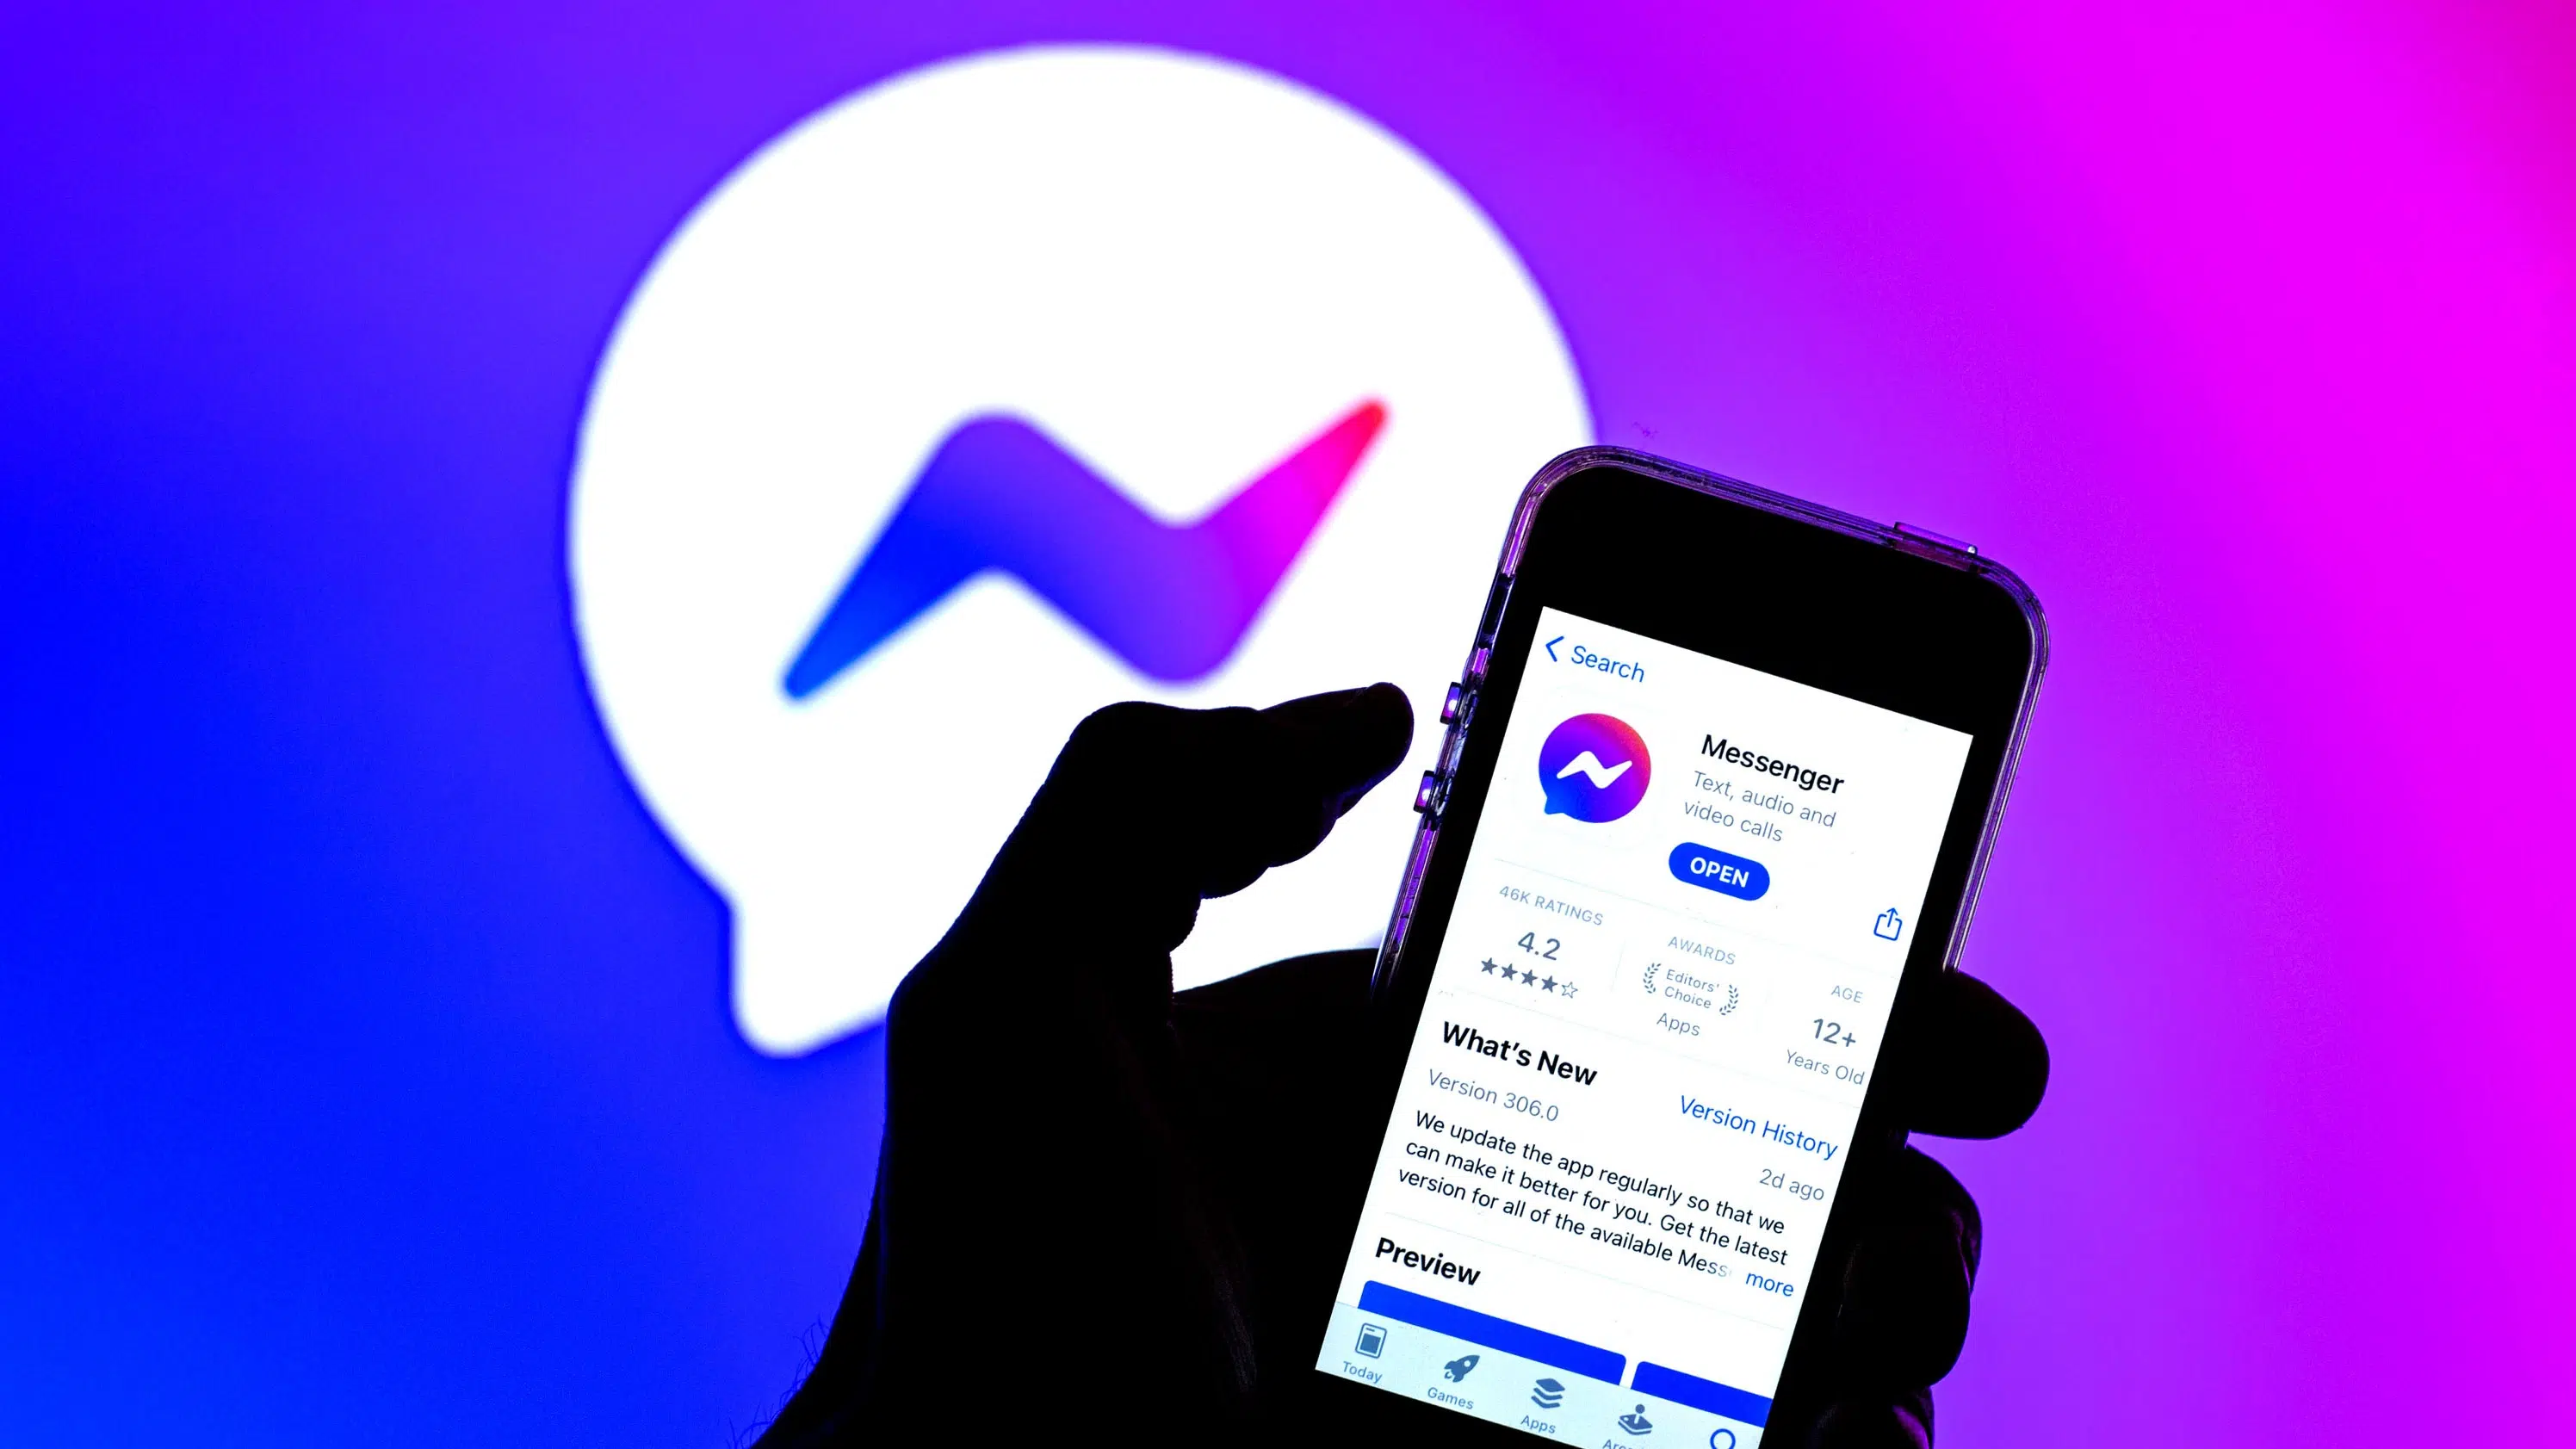 Search
Messenger
Text, audio and
video calls
OPEN
46K RATINGS
4.2
AWARDS
Editors'
Choice
Apps
AGE
12+
Years Old
What's New
Version History
Version 306.0
2d ago
We update the app regularly so that we
can make it better for you. Get the latest
version for all of the available Mess
more
Preview
Today
Games
Apps